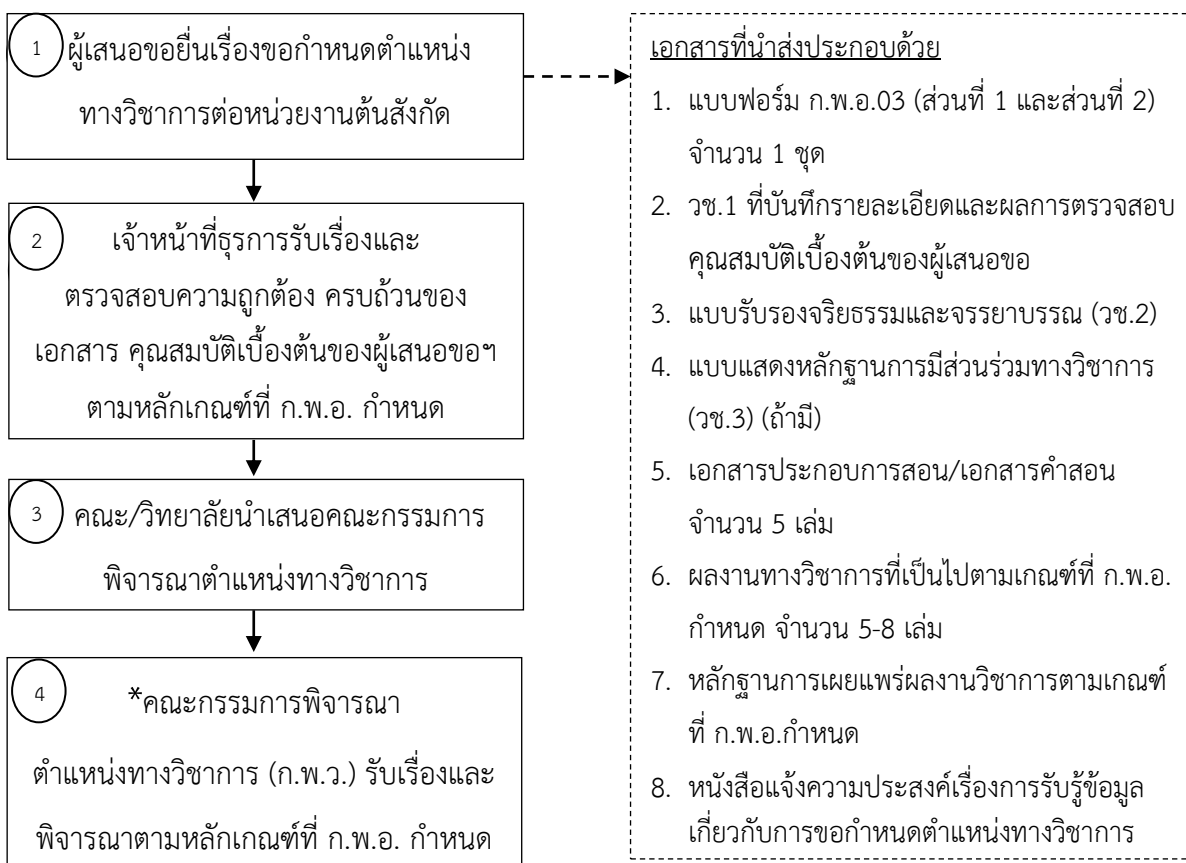 1
ผู้เสนอขอยื่นเรื่องขอกำหนดตำแหน่ง
ทางวิชาการต่อหน่วยงานต้นสังกัด
2
เจ้าหน้าที่ธุรการรับเรื่องและ
ตรวจสอบความถูกต้อง ครบถ้วนของ
เอกสาร คุณสมบัติเบื้องต้นของผู้เสนอขอฯ
ตามหลักเกณฑ์ที่ ก.พ.อ. กำหนด
3
คณะ/วิทยาลัยนำเสนอคณะกรรมการ
พิจารณาตำแหน่งทางวิชาการ
4
*คณะกรรมการพิจารณา
ตำแหน่งทางวิชาการ (ก.พ.ว.) รับเรื่องและ
พิจารณาตามหลักเกณฑ์ที่ ก.พ.อ. กำหนด
เอกสารที่นำส่งประกอบด้วย
1. แบบฟอร์ม ก.พ.อ.03 (ส่วนที่ 1 และส่วนที่ 2)
จำนวน 1 ชุด
2. วช.1 ที่บันทึกรายละเอียดและผลการตรวจสอบ
คุณสมบัติเบื้องต้นของผู้เสนอขอ
3. แบบรับรองจริยธรรมและจรรยาบรรณ (วช.2)
4. แบบแสดงหลักฐานการมีส่วนร่วมทางวิชาการ
(วช.3) (ถ้ามี)
5. เอกสารประกอบการสอน/เอกสารคำสอน
จำนวน 5 เล่ม
6. ผลงานทางวิชาการที่เป็นไปตามเกณฑ์ที่ ก.พ.อ.
กำหนด จำนวน 5-8 เล่ม
7. หลักฐานการเผยแพร่ผลงานวิชาการตามเกณฑ์
ที่ ก.พ.อ.กำหนด
8. หนังสือแจ้งความประสงค์เรื่องการรับรู้ข้อมูล
เกี่ยวกับการขอกำหนดตำแหน่งทางวิชาการ